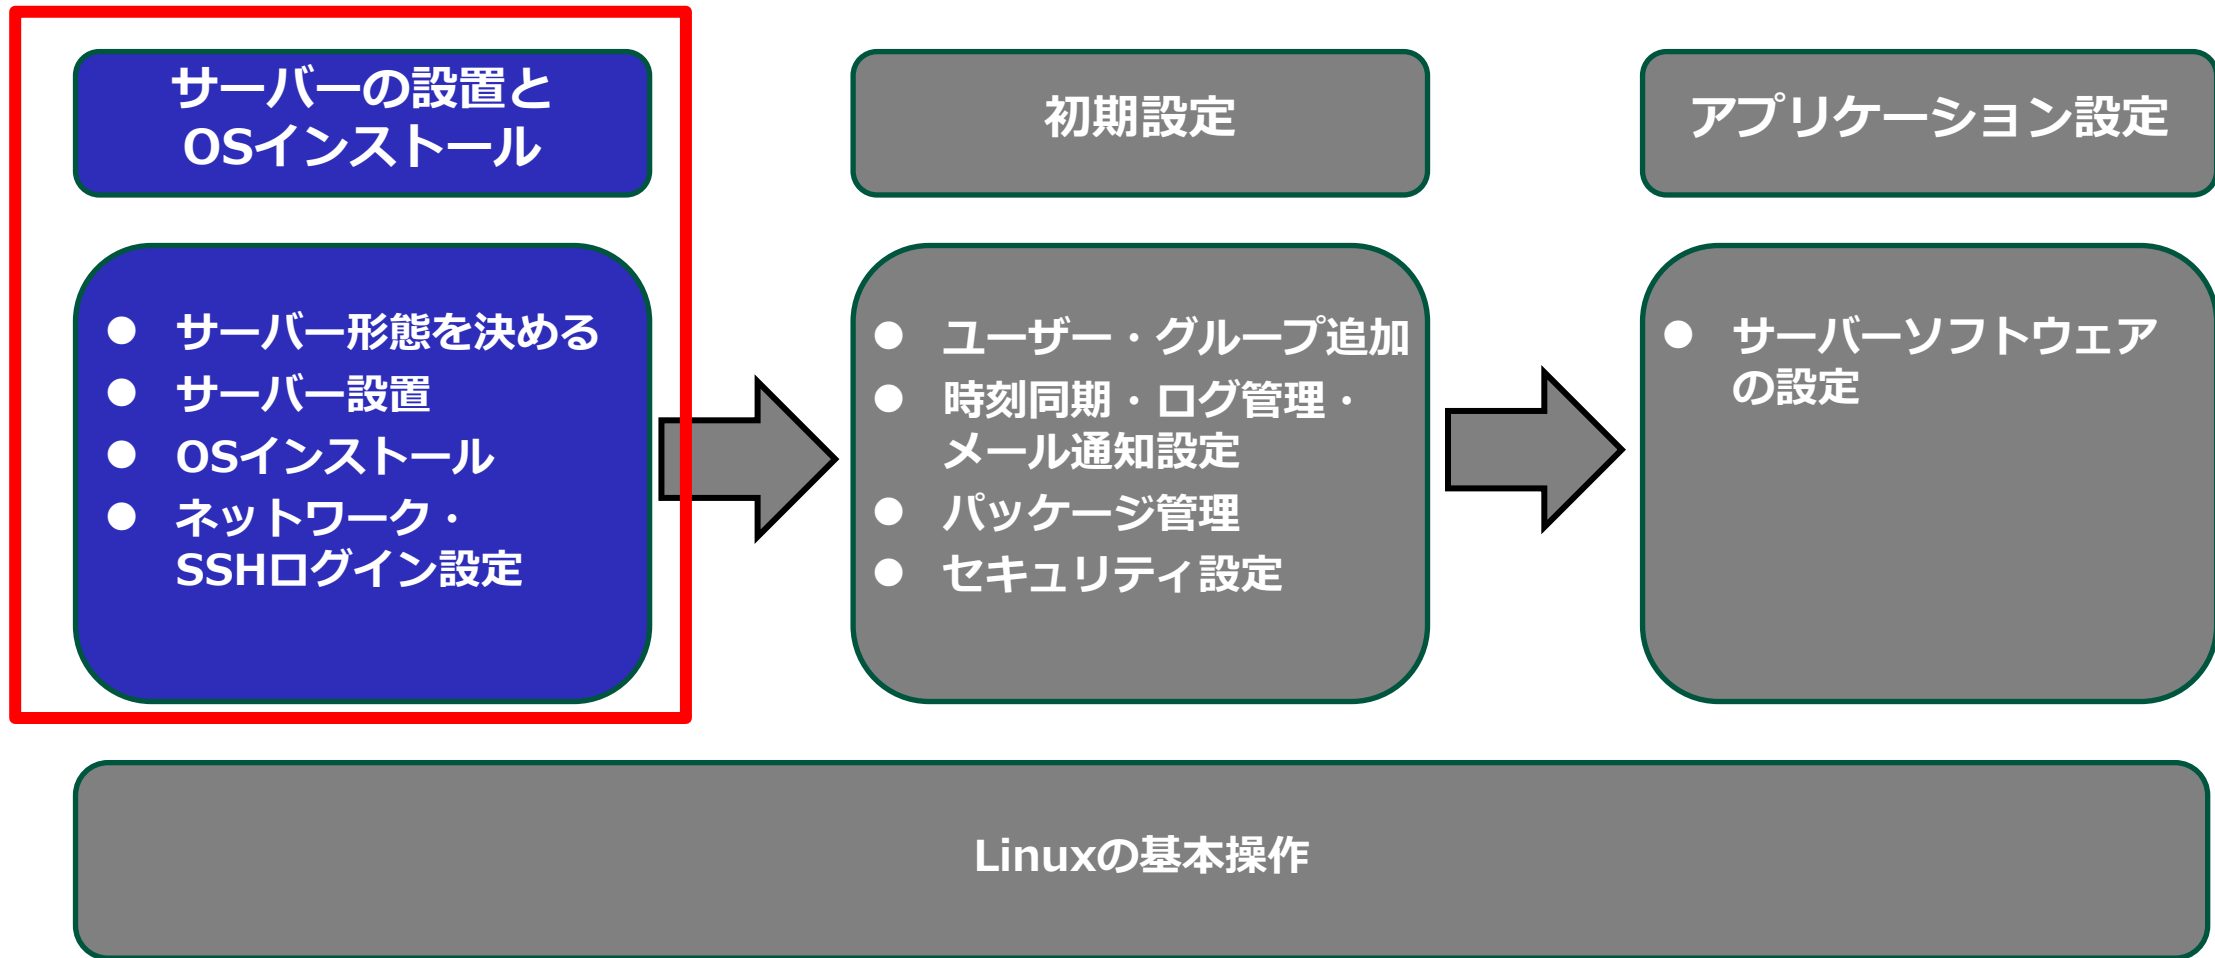 サーバーの設置と
OSインストール
● サーバー形態を決める
● サーバー設置
● OSインストール
● ネットワーク・
SSHログイン設定
初期設定
● ユーザー・グループ追加
● 時刻同期・ログ管理・
メール通知設定
● パッケージ管理
● セキュリティ設定
アプリケーション設定
● サーバーソフトウェア
の設定
Linuxの基本操作